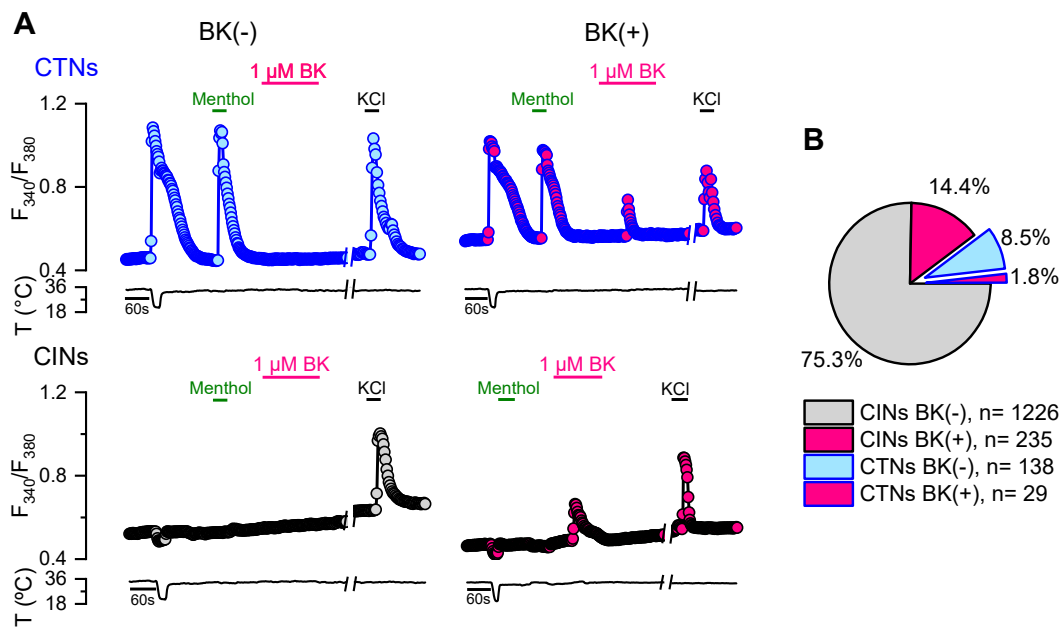 A
BK(-)
BK(+)
CTNs
1 µM BK
1 µM BK
Menthol
KCl
Menthol
KCl
1.2
0.8
0.4
F340/F380
36
18
T (°C)
60s
60s
CINs
1 µM BK
1 µM BK
Menthol
KCl
Menthol
KCl
1.2
0.8
0.4
F340/F380
36
18
T (ºC)
60s
60s
B
14.4%
8.5%
1.8%
75.3%
CINs BK(-), n= 1226
CINs BK(+), n= 235
CTNs BK(-), n= 138
CTNs BK(+), n= 29